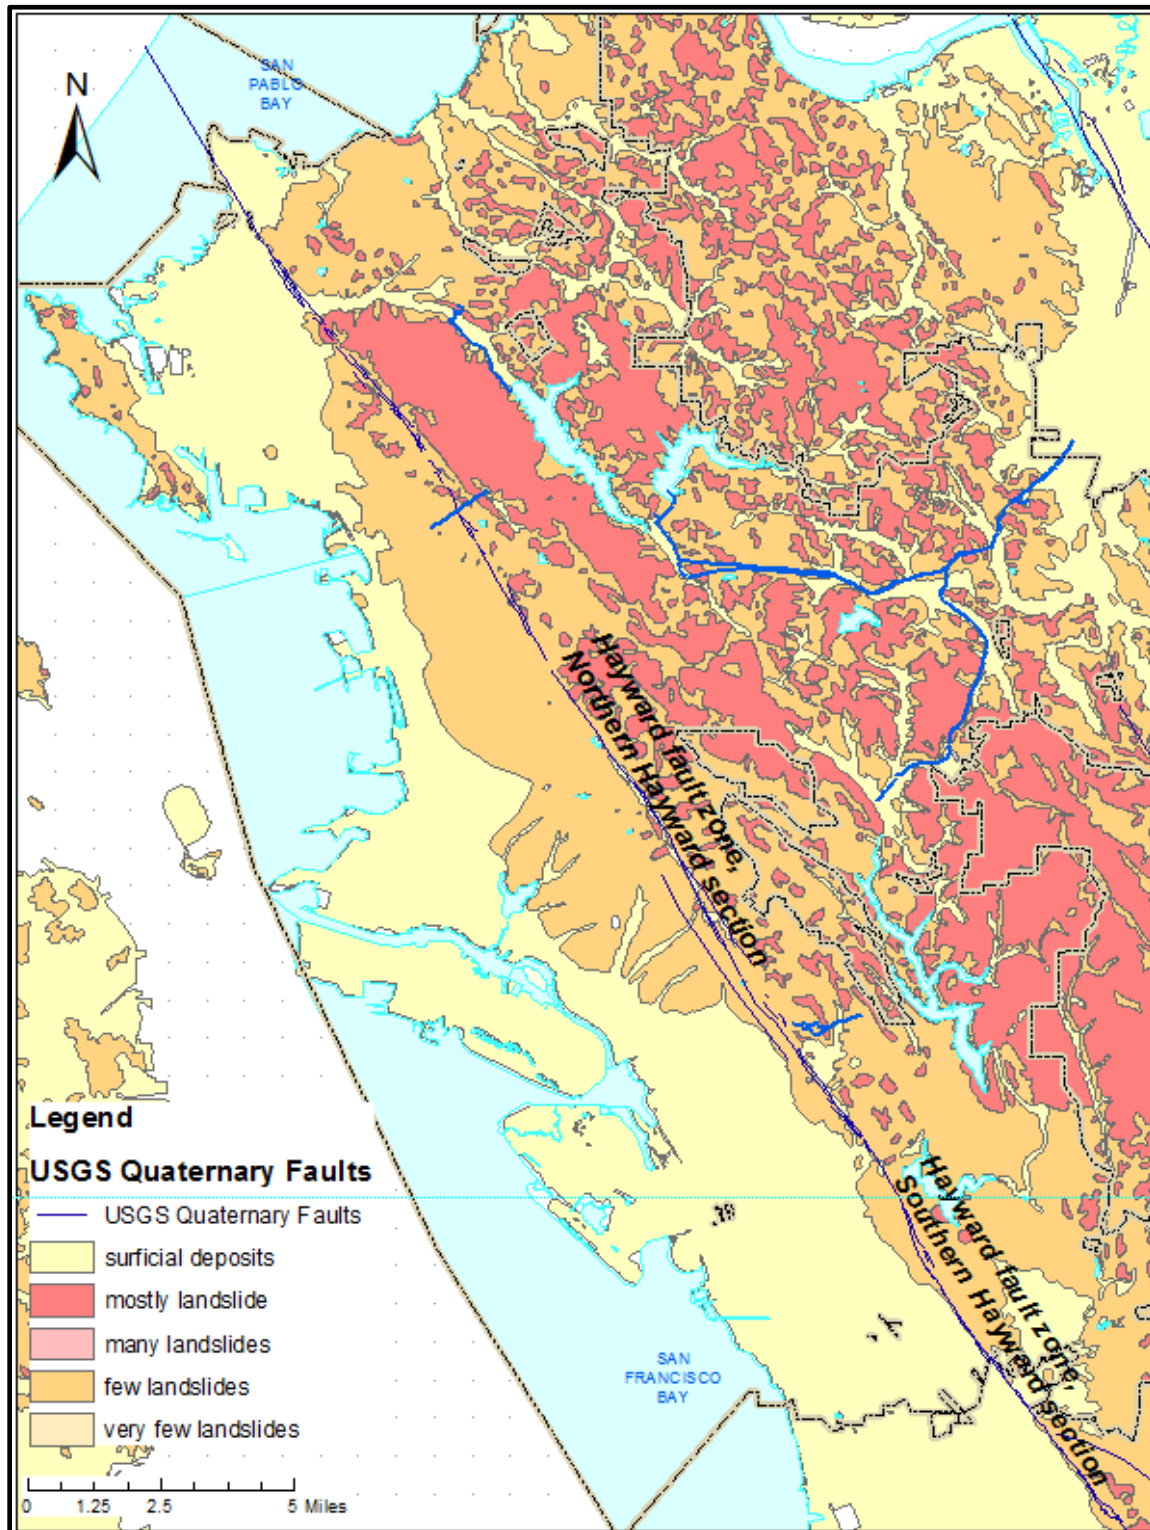 SAN
PABLO
BAY
N
Hayward fault zone,
Northern Hayward section
Hayward fault zone,
Southern Hayward section
SAN
FRANCISCO
BAY
Legend
USGS Quaternary Faults
USGS Quaternary Faults
surficial deposits
mostly landslide
many landslides
few landslides
very few landslides
0 1.25 2.5 5 Miles